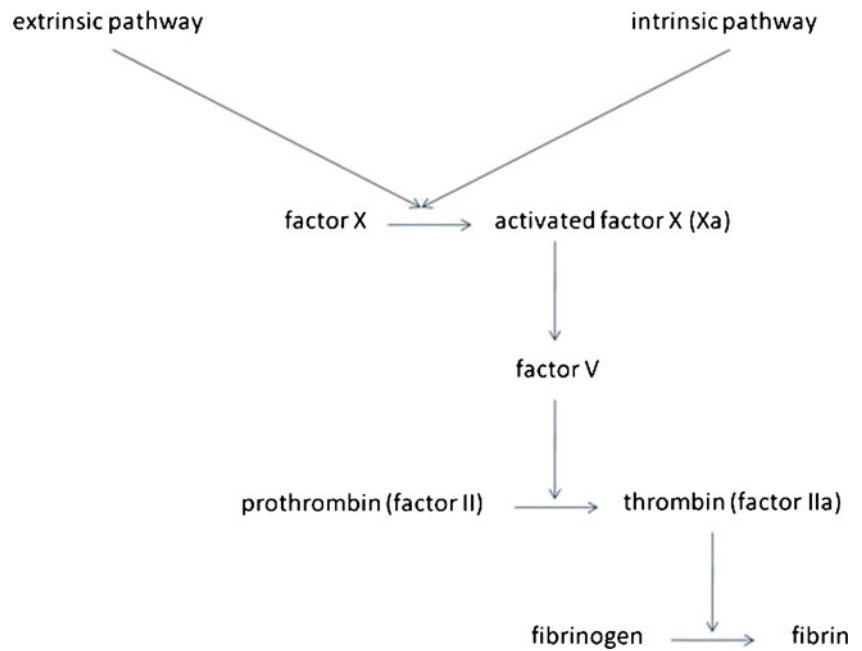 extrinsic pathway
intrinsic pathway
factor X
activated factor X (Xa)
factor V
prothrombin (factor II)
thrombin (factor IIa)
fibrinogen
fibrin